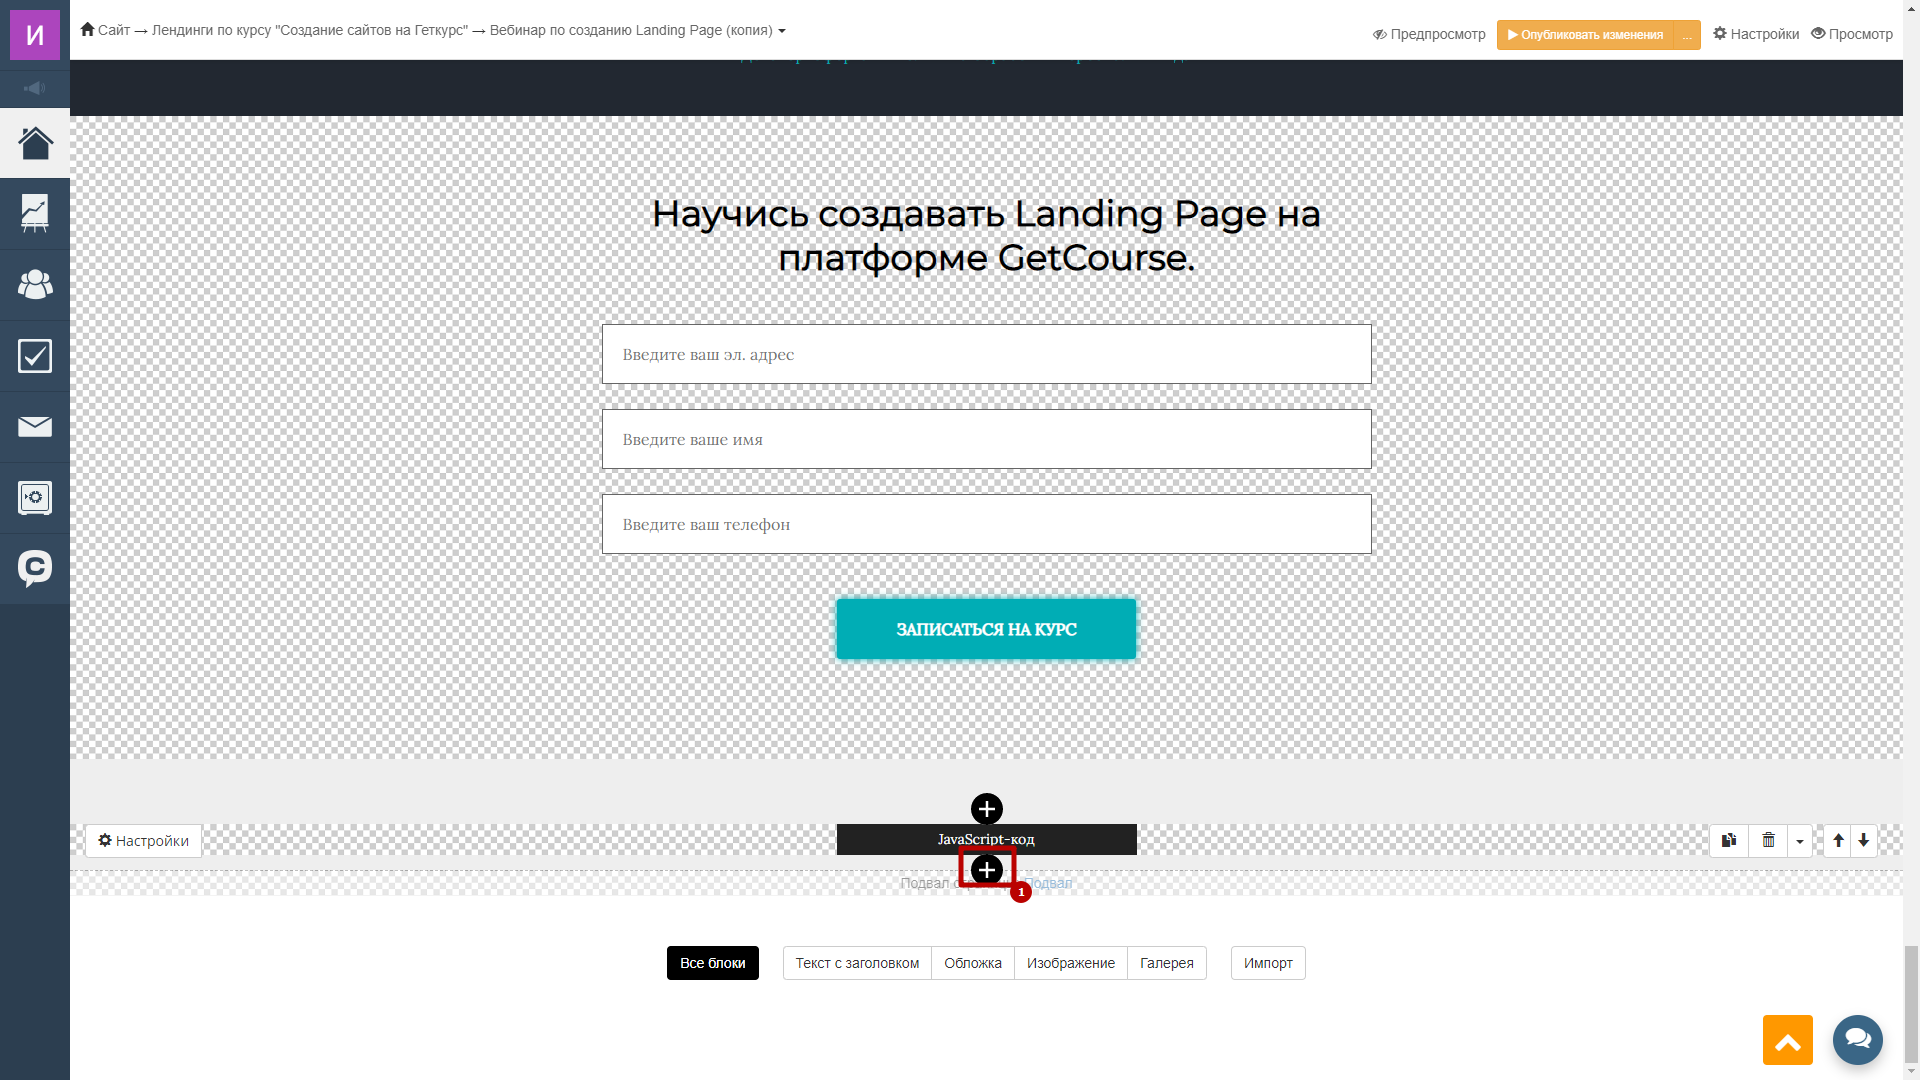 И
Сайт → Лендинги по курсу "Создание сайтов на Геткурс" → Вебинар по созданию Landing Page (копия)
Предпросмотр
Опубликовать изменения
...
Настройки
Просмотр
Научись создавать Landing Page на
платформе GetCourse.
Введите ваш эл. адрес
Введите ваше имя
Введите ваш телефон
ЗАПИСАТЬСЯ НА КУРС
Настройки
JavaScript-код
Подвал
Подвал
1
Все блоки
Текст с заголовком
Обложка
Изображение
Галерея
Импорт